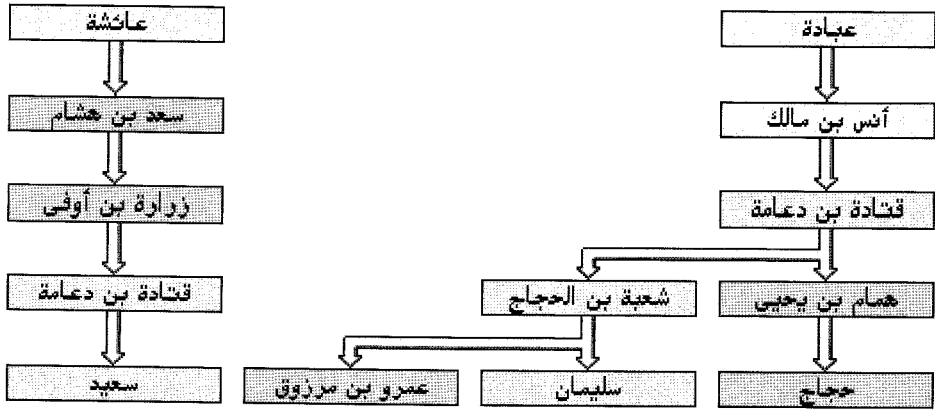 عبادة
عائشة
أنس بن مالك
سعد بن هشام
قتادة بن دعامة
زرارة بن أوفى
همام بن يحيى
شعبة بن الحجاج
قتادة بن دعامة
حجاج
سليمان
عمرو بن مرزوق
سعيد